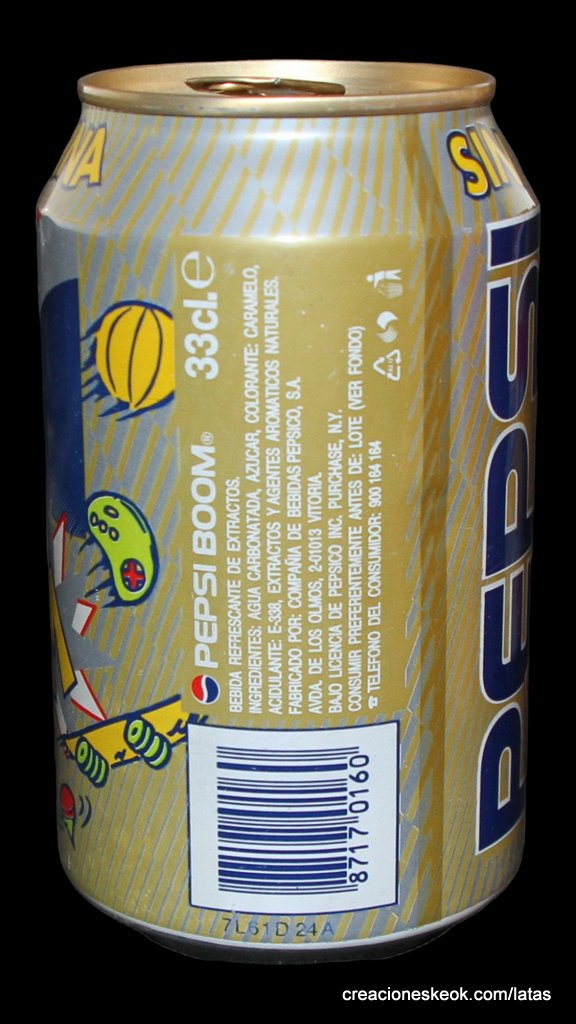 NA
SIN
PEPSI
PEPSI BOOM® 33cl.e
BEBIDA REFRESCANTE DE EXTRACTOS.
INGREDIENTES: AGUA CARBONATADA, AZUCAR, COLORANTE: CARAMELO,
ACIDULANTE: E-338, EXTRACTOS Y AGENTES AROMATICOS NATURALES.
FABRICADO POR: COMPAÑIA DE BEBIDAS PEPSICO, S.A.
AVDA. DE LOS OLMOS, 2-01013 VITORIA.
BAJO LICENCIA DE PEPSICO INC. PURCHASE, N.Y.
CONSUMIR PREFERENTEMENTE ANTES DE: LOTE (VER FONDO)
☎ TELEFONO DEL CONSUMIDOR: 900 164 164
8717 0160
7L61D 24A
creacioneskeok.com/latas